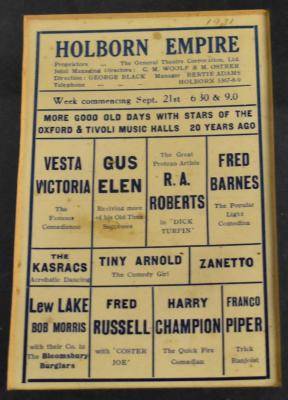 1931
HOLBORN EMPIRE
Proprietors ... The General Theatre Corporation, Ltd.
Joint Managing Directors: C. M. WOOLF & M. OSTRER
Direction: GEORGE BLACK Manager BERTIE ADAMS
Telephone ... HOLBORN 5367-8-9
Week commencing Sept. 21st - 6 30 & 9.0
MORE GOOD OLD DAYS WITH STARS OF THE
OXFORD & TIVOLI MUSIC HALLS 20 YEARS AGO
VESTA
VICTORIA
The
Famous
Comedienne
GUS
ELEN
Reviving more
of his Old Time
Successes
The Great
Protean Artiste
R. A.
ROBERTS
in "DICK
TURPIN"
FRED
BARNES
The Popular
Light
Comedian
THE
KASRACS
Acrobatic Dancing
TINY ARNOLD
The Comedy Girl
ZANETTO
Lew LAKE
BOB MORRIS
with their Co. in
The Bloomsbury
Burglars
FRED
RUSSELL
with "COSTER
JOE"
HARRY
CHAMPION
The Quick Fire
Comedian
FRANCO
PIPER
Trick
Banjoist